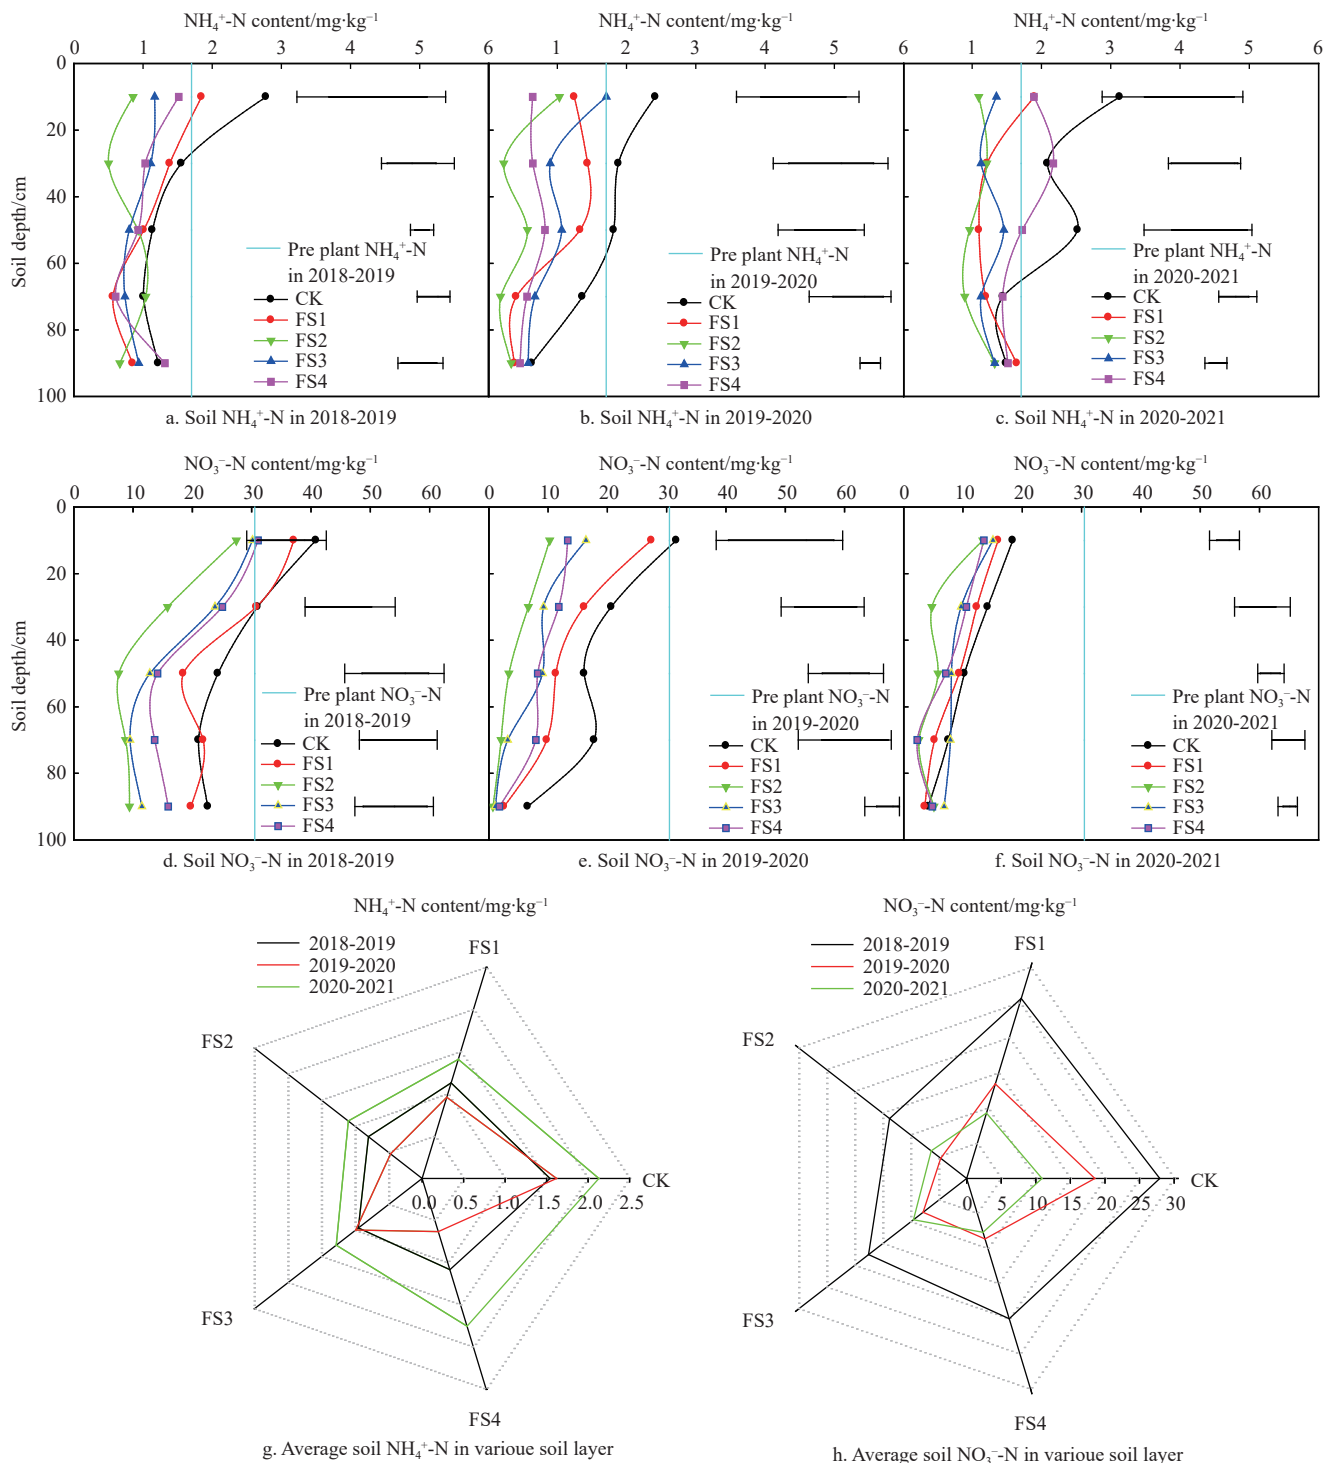 NH₄⁺-N content/mg·kg⁻¹ NH₄⁺-N content/mg·kg⁻¹ NH₄⁺-N content/mg·kg⁻¹
0 1 2 3 4 5 6 1 2 3 4 5 6 1 2 3 4 5 6
0
20
40
60
80
100
Soil depth/cm
Pre plant NH₄⁺-N
in 2018-2019
CK
FS1
FS2
FS3
FS4
Pre plant NH₄⁺-N
in 2019-2020
CK
FS1
FS2
FS3
FS4
Pre plant NH₄⁺-N
in 2020-2021
CK
FS1
FS2
FS3
FS4
a. Soil NH₄⁺-N in 2018-2019
b. Soil NH₄⁺-N in 2019-2020
c. Soil NH₄⁺-N in 2020-2021
NO₃⁻-N content/mg·kg⁻¹ NO₃⁻-N content/mg·kg⁻¹ NO₃⁻-N content/mg·kg⁻¹
0 10 20 30 40 50 60 0 10 20 30 40 50 60 0 10 20 30 40 50 60
0
20
40
60
80
100
Soil depth/cm
Pre plant NO₃⁻-N
in 2018-2019
CK
FS1
FS2
FS3
FS4
Pre plant NO₃⁻-N
in 2019-2020
CK
FS1
FS2
FS3
FS4
Pre plant NO₃⁻-N
in 2020-2021
CK
FS1
FS2
FS3
FS4
d. Soil NO₃⁻-N in 2018-2019
e. Soil NO₃⁻-N in 2019-2020
f. Soil NO₃⁻-N in 2020-2021
NH₄⁺-N content/mg·kg⁻¹
2018-2019
2019-2020
2020-2021
FS1
FS2
CK
0.0 0.5 1.0 1.5 2.0 2.5
FS3
FS4
g. Average soil NH₄⁺-N in varioue soil layer
NO₃⁻-N content/mg·kg⁻¹
2018-2019
2019-2020
2020-2021
FS1
FS2
CK
0 5 10 15 20 25 30
FS3
FS4
h. Average soil NO₃⁻-N in varioue soil layer